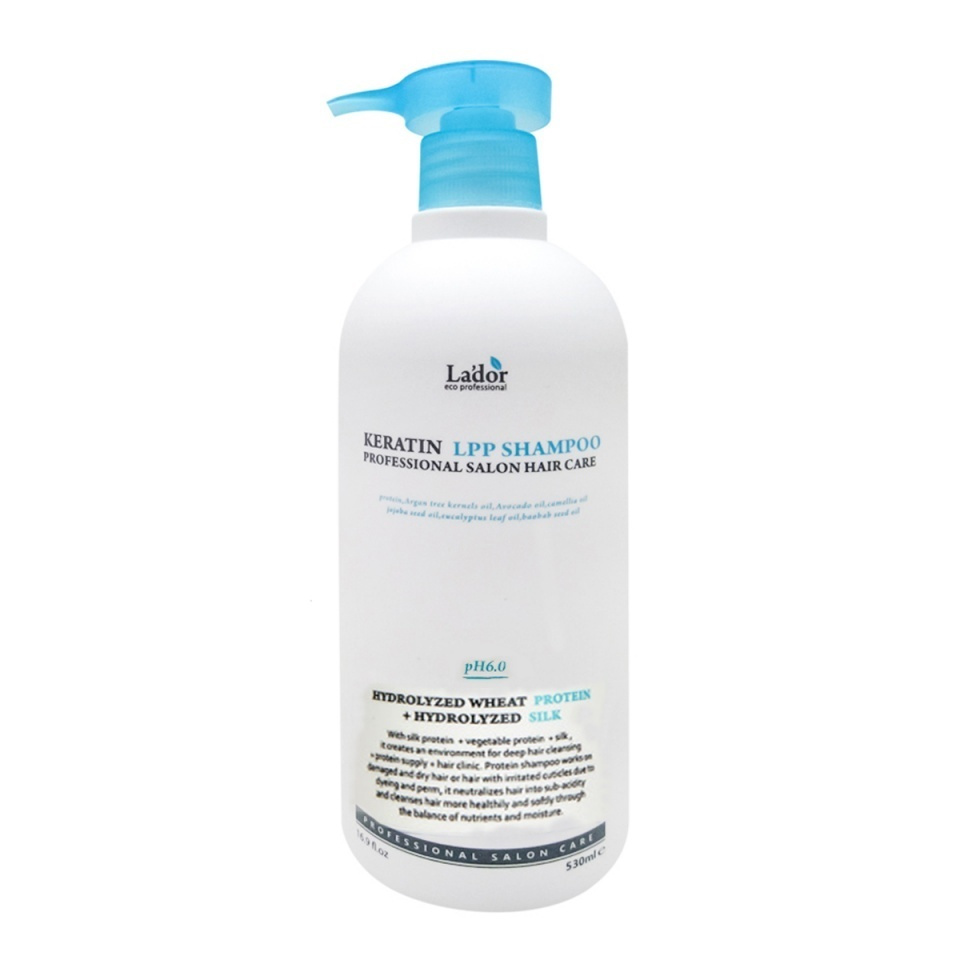 La'dor
eco professional
KERATIN LPP SHAMPOO
PROFESSIONAL SALON HAIR CARE
protein,Argan tree kernels oil,Avocado oil,camellia oil
jojoba seed oil,eucalyptus leaf oil,baobab seed oil
pH6.0
HYDROLYZED WHEAT PROTEIN
+ HYDROLYZED SILK
With silk protein + vegetable protein + silk,
it creates an environment for deep hair cleansing
+ protein supply + hair clinic. Protein shampoo works on
damaged and dry hair or hair with irritated cuticles due to
dyeing and perm, it neutralizes hair into sub-acidity
and cleanses hair more healthily and softly through
the balance of nutrients and moisture.
PROFESSIONAL SALON CARE
fl.oz
530ml e